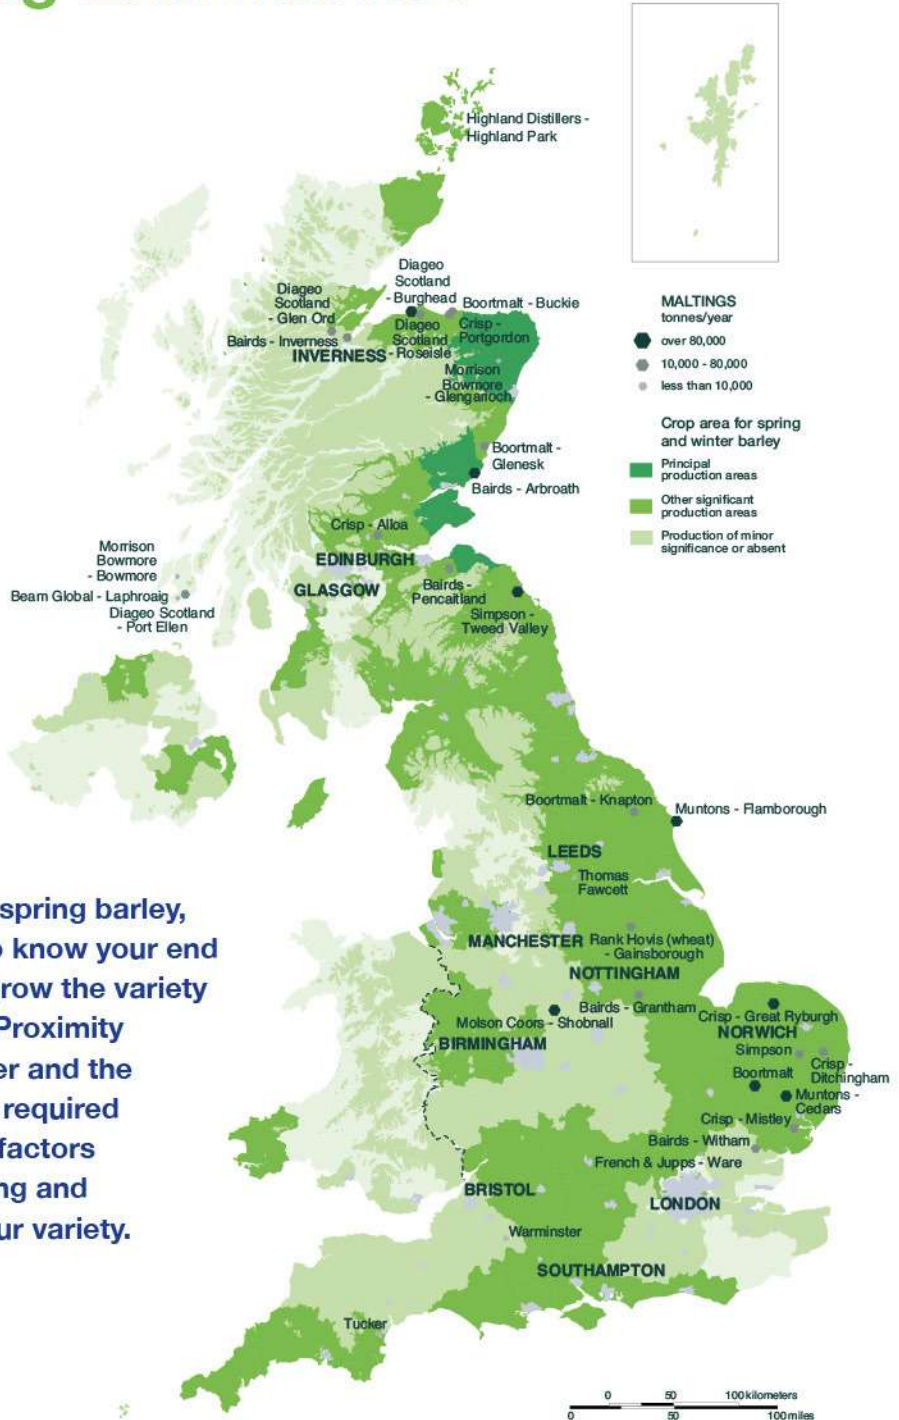 Highland Distillers -
Highland Park
Diageo
Scotland
- Burghead
Diageo
Scotland
- Glen Ord
Boortmalt - Buckie
Crisp -
Portgordon
Diageo
Scotland
- Roseisle
Bairds - Inverness
INVERNESS
Morrison
Bowmore
- Glengarioch
MALTINGS
tonnes/year
over 80,000
10,000 - 80,000
less than 10,000
Crop area for spring
and winter barley
Principal
production areas
Other significant
production areas
Production of minor
significance or absent
Boortmalt -
Glenesk
Bairds - Arbroath
Crisp - Alloa
Morrison
Bowmore
- Bowmore
EDINBURGH
GLASGOW
Beam Global - Laphroaig
Diageo Scotland
- Port Ellen
Bairds -
Pencaitland
Simpson -
Tweed Valley
Boortmalt - Knapton
Muntons - Flamborough
LEEDS
Thomas
Fawcett
MANCHESTER
Rank Hovis (wheat)
- Gainsborough
NOTTINGHAM
Bairds - Grantham
Molson Coors - Shobnall
BIRMINGHAM
Crisp - Great Ryburgh
NORWICH
Simpson
Crisp -
Ditchingham
Boortmalt
Muntons -
Cedars
Crisp - Mistley
Bairds - Witham
French & Jupps - Ware
BRISTOL
LONDON
Warminster
SOUTHAMPTON
Tucker
spring barley,
know your end
row the variety
Proximity
er and the
required
factors
ng and
ur variety.
0 50 100 kilometers
0 50 100 miles